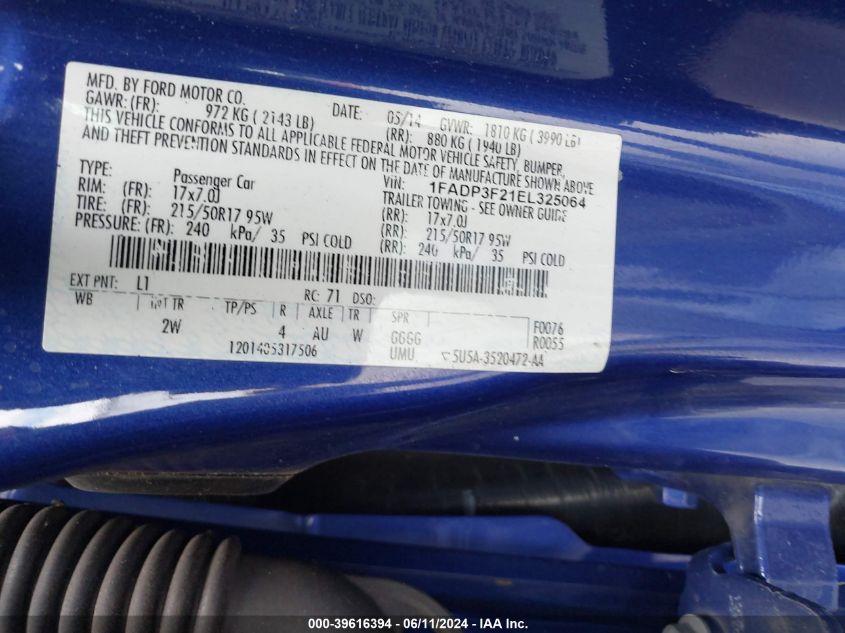 MFD. BY FORD MOTOR CO.
DATE: 05/14 GVWR: 1810 KG ( 3990 LB)
GAWR: (FR): 972 KG ( 2143 LB) (RR): 880 KG ( 1940 LB)
THIS VEHICLE CONFORMS TO ALL APPLICABLE FEDERAL MOTOR VEHICLE SAFETY, BUMPER,
AND THEFT PREVENTION STANDARDS IN EFFECT ON THE DATE OF MANUFACTURE SHOWN ABOVE
VIN: 1FADP3F21EL325064
TYPE: Passenger Car TRAILER TOWING - SEE OWNER GUIDE
RIM: (FR): 17x7.0J (RR): 17x7.0J
TIRE: (FR): 215/50R17 95W (RR): 215/50R17 95W
PRESSURE: (FR): 240 kPa/ 35 PSI COLD (RR): 240 kPa/ 35 PSI COLD
EXT PNT: L1 RC: 71 DSO:
WB TR TP/PS R AXLE TR SPR
2W 4 AU W GGGG F0076
UMU R0055
1201405317506 5U5A-3520472-AA
000-39616394 - 06/11/2024 - IAA Inc.